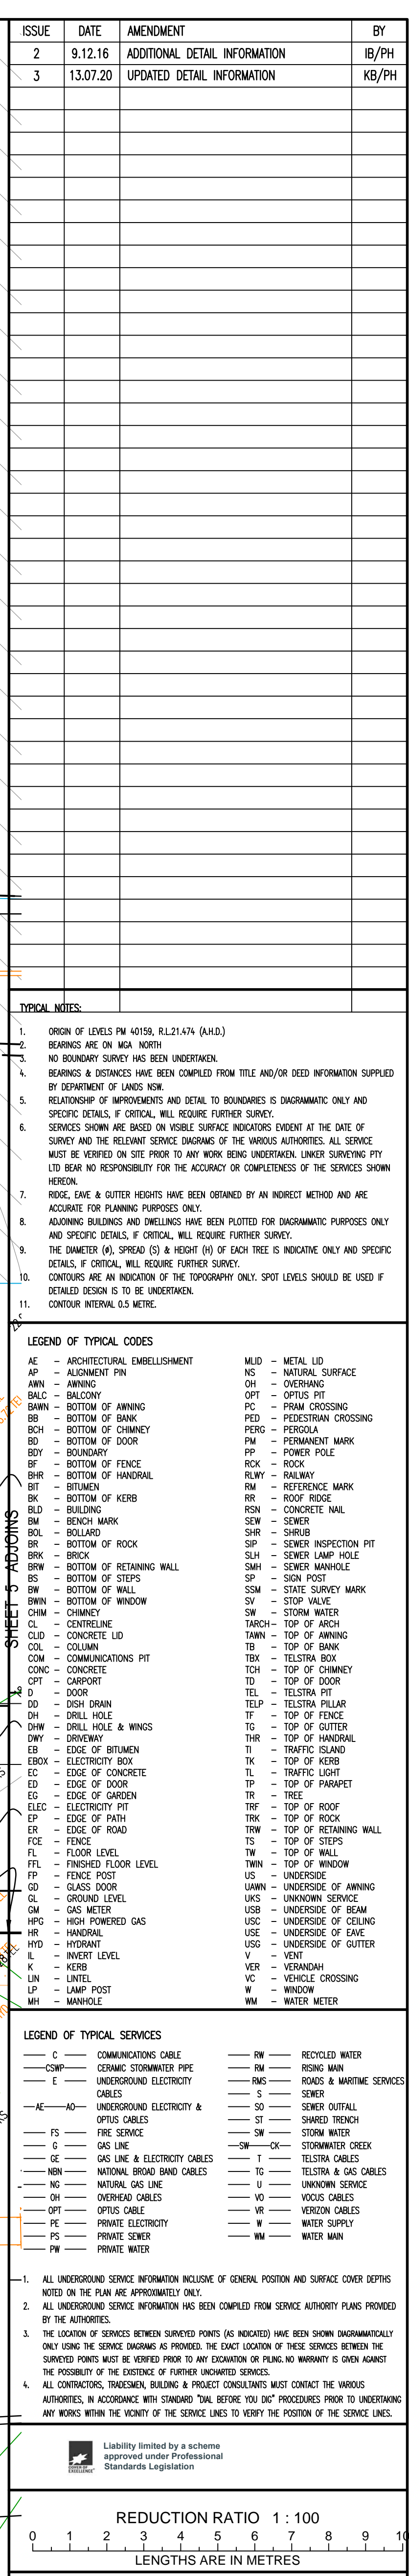 ISSUE DATE AMENDMENT BY
2 9.12.16 ADDITIONAL DETAIL INFORMATION IB/PH
3 13.07.20 UPDATED DETAIL INFORMATION KB/PH
TYPICAL NOTES:
1. ORIGIN OF LEVELS PM 40159, R.L.21.474 (A.H.D.)
2. BEARINGS ARE ON MGA NORTH
3. NO BOUNDARY SURVEY HAS BEEN UNDERTAKEN.
4. BEARINGS & DISTANCES HAVE BEEN COMPILED FROM TITLE AND/OR DEED INFORMATION SUPPLIED
BY DEPARTMENT OF LANDS NSW.
5. RELATIONSHIP OF IMPROVEMENTS AND DETAIL TO BOUNDARIES IS DIAGRAMMATIC ONLY AND
SPECIFIC DETAILS, IF CRITICAL, WILL REQUIRE FURTHER SURVEY.
6. SERVICES SHOWN ARE BASED ON VISIBLE SURFACE INDICATORS EVIDENT AT THE DATE OF
SURVEY AND THE RELEVANT SERVICE DIAGRAMS OF THE VARIOUS AUTHORITIES. ALL SERVICE
MUST BE VERIFIED ON SITE PRIOR TO ANY WORK BEING UNDERTAKEN. LINKER SURVEYING PTY
LTD BEAR NO RESPONSIBILITY FOR THE ACCURACY OR COMPLETENESS OF THE SERVICES SHOWN
HEREON.
7. RIDGE, EAVE & GUTTER HEIGHTS HAVE BEEN OBTAINED BY AN INDIRECT METHOD AND ARE
ACCURATE FOR PLANNING PURPOSES ONLY.
8. ADJOINING BUILDINGS AND DWELLINGS HAVE BEEN PLOTTED FOR DIAGRAMMATIC PURPOSES ONLY
AND SPECIFIC DETAILS, IF CRITICAL, WILL REQUIRE FURTHER SURVEY.
9. THE DIAMETER (ø), SPREAD (S) & HEIGHT (H) OF EACH TREE IS INDICATIVE ONLY AND SPECIFIC
DETAILS, IF CRITICAL, WILL REQUIRE FURTHER SURVEY.
10. CONTOURS ARE AN INDICATION OF THE TOPOGRAPHY ONLY. SPOT LEVELS SHOULD BE USED IF
DETAILED DESIGN IS TO BE UNDERTAKEN.
11. CONTOUR INTERVAL 0.5 METRE.
SHEET 5 ADJOINS
LEGEND OF TYPICAL CODES
AE – ARCHITECTURAL EMBELLISHMENT
AP – ALIGNMENT PIN
AWN – AWNING
BALC – BALCONY
BAWN – BOTTOM OF AWNING
BB – BOTTOM OF BANK
BCH – BOTTOM OF CHIMNEY
BD – BOTTOM OF DOOR
BDY – BOUNDARY
BF – BOTTOM OF FENCE
BHR – BOTTOM OF HANDRAIL
BIT – BITUMEN
BK – BOTTOM OF KERB
BLD – BUILDING
BM – BENCH MARK
BOL – BOLLARD
BR – BOTTOM OF ROCK
BRK – BRICK
BRW – BOTTOM OF RETAINING WALL
BS – BOTTOM OF STEPS
BW – BOTTOM OF WALL
BWIN – BOTTOM OF WINDOW
CHIM – CHIMNEY
CL – CENTRELINE
CLID – CONCRETE LID
COL – COLUMN
COM – COMMUNICATIONS PIT
CONC – CONCRETE
CPT – CARPORT
D – DOOR
DD – DISH DRAIN
DH – DRILL HOLE
DHW – DRILL HOLE & WINGS
DWY – DRIVEWAY
EB – EDGE OF BITUMEN
EBOX – ELECTRICITY BOX
EC – EDGE OF CONCRETE
ED – EDGE OF DOOR
EG – EDGE OF GARDEN
ELEC – ELECTRICITY PIT
EP – EDGE OF PATH
ER – EDGE OF ROAD
FCE – FENCE
FL – FLOOR LEVEL
FFL – FINISHED FLOOR LEVEL
FP – FENCE POST
GD – GLASS DOOR
GL – GROUND LEVEL
GM – GAS METER
HPG – HIGH POWERED GAS
HR – HANDRAIL
HYD – HYDRANT
IL – INVERT LEVEL
K – KERB
LIN – LINTEL
LP – LAMP POST
MH – MANHOLE
MLID – METAL LID
NS – NATURAL SURFACE
OH – OVERHANG
OPT – OPTUS PIT
PC – PRAM CROSSING
PED – PEDESTRIAN CROSSING
PERG – PERGOLA
PM – PERMANENT MARK
PP – POWER POLE
RCK – ROCK
RLWY – RAILWAY
RM – REFERENCE MARK
RR – ROOF RIDGE
RSN – CONCRETE NAIL
SEW – SEWER
SHR – SHRUB
SIP – SEWER INSPECTION PIT
SLH – SEWER LAMP HOLE
SMH – SEWER MANHOLE
SP – SIGN POST
SSM – STATE SURVEY MARK
SV – STOP VALVE
SW – STORM WATER
TARCH – TOP OF ARCH
TAWN – TOP OF AWNING
TB – TOP OF BANK
TBX – TELSTRA BOX
TCH – TOP OF CHIMNEY
TD – TOP OF DOOR
TEL – TELSTRA PIT
TELP – TELSTRA PILLAR
TF – TOP OF FENCE
TG – TOP OF GUTTER
THR – TOP OF HANDRAIL
TI – TRAFFIC ISLAND
TK – TOP OF KERB
TL – TRAFFIC LIGHT
TP – TOP OF PARAPET
TR – TREE
TRF – TOP OF ROOF
TRK – TOP OF ROCK
TRW – TOP OF RETAINING WALL
TS – TOP OF STEPS
TW – TOP OF WALL
TWIN – TOP OF WINDOW
US – UNDERSIDE
UAWN – UNDERSIDE OF AWNING
UKS – UNKNOWN SERVICE
USB – UNDERSIDE OF BEAM
USC – UNDERSIDE OF CEILING
USE – UNDERSIDE OF EAVE
USG – UNDERSIDE OF GUTTER
V – VENT
VER – VERANDAH
VC – VEHICLE CROSSING
W – WINDOW
WM – WATER METER
LEGEND OF TYPICAL SERVICES
C COMMUNICATIONS CABLE
CSWP CERAMIC STORMWATER PIPE
E UNDERGROUND ELECTRICITY
CABLES
AE AO UNDERGROUND ELECTRICITY &
OPTUS CABLES
FS FIRE SERVICE
G GAS LINE
GE GAS LINE & ELECTRICITY CABLES
NBN NATIONAL BROAD BAND CABLES
NG NATURAL GAS LINE
OH OVERHEAD CABLES
OPT OPTUS CABLE
PE PRIVATE ELECTRICITY
PS PRIVATE SEWER
PW PRIVATE WATER
RW RECYCLED WATER
RM RISING MAIN
RMS ROADS & MARITIME SERVICES
S SEWER
SO SEWER OUTFALL
ST SHARED TRENCH
SW STORM WATER
SW CK STORMWATER CREEK
T TELSTRA CABLES
TG TELSTRA & GAS CABLES
U UNKNOWN SERVICE
VO VOCUS CABLES
VR VERIZON CABLES
W WATER SUPPLY
WM WATER MAIN
1. ALL UNDERGROUND SERVICE INFORMATION INCLUSIVE OF GENERAL POSITION AND SURFACE COVER DEPTHS
NOTED ON THE PLAN ARE APPROXIMATELY ONLY.
2. ALL UNDERGROUND SERVICE INFORMATION HAS BEEN COMPILED FROM SERVICE AUTHORITY PLANS PROVIDED
BY THE AUTHORITIES.
3. THE LOCATION OF SERVICES BETWEEN SURVEYED POINTS (AS INDICATED) HAVE BEEN SHOWN DIAGRAMMATICALLY
ONLY USING THE SERVICE DIAGRAMS AS PROVIDED. THE EXACT LOCATION OF THESE SERVICES BETWEEN THE
SURVEYED POINTS MUST BE VERIFIED PRIOR TO ANY EXCAVATION OR PILING. NO WARRANTY IS GIVEN AGAINST
THE POSSIBILITY OF THE EXISTENCE OF FURTHER UNCHARTED SERVICES.
4. ALL CONTRACTORS, TRADESMEN, BUILDING & PROJECT CONSULTANTS MUST CONTACT THE VARIOUS
AUTHORITIES, IN ACCORDANCE WITH STANDARD "DIAL BEFORE YOU DIG" PROCEDURES PRIOR TO UNDERTAKING
ANY WORKS WITHIN THE VICINITY OF THE SERVICE LINES TO VERIFY THE POSITION OF THE SERVICE LINES.
COVER OF
EXCELLENCE
Liability limited by a scheme
approved under Professional
Standards Legislation
REDUCTION RATIO 1 : 100
0 1 2 3 4 5 6 7 8 9 10
LENGTHS ARE IN METRES